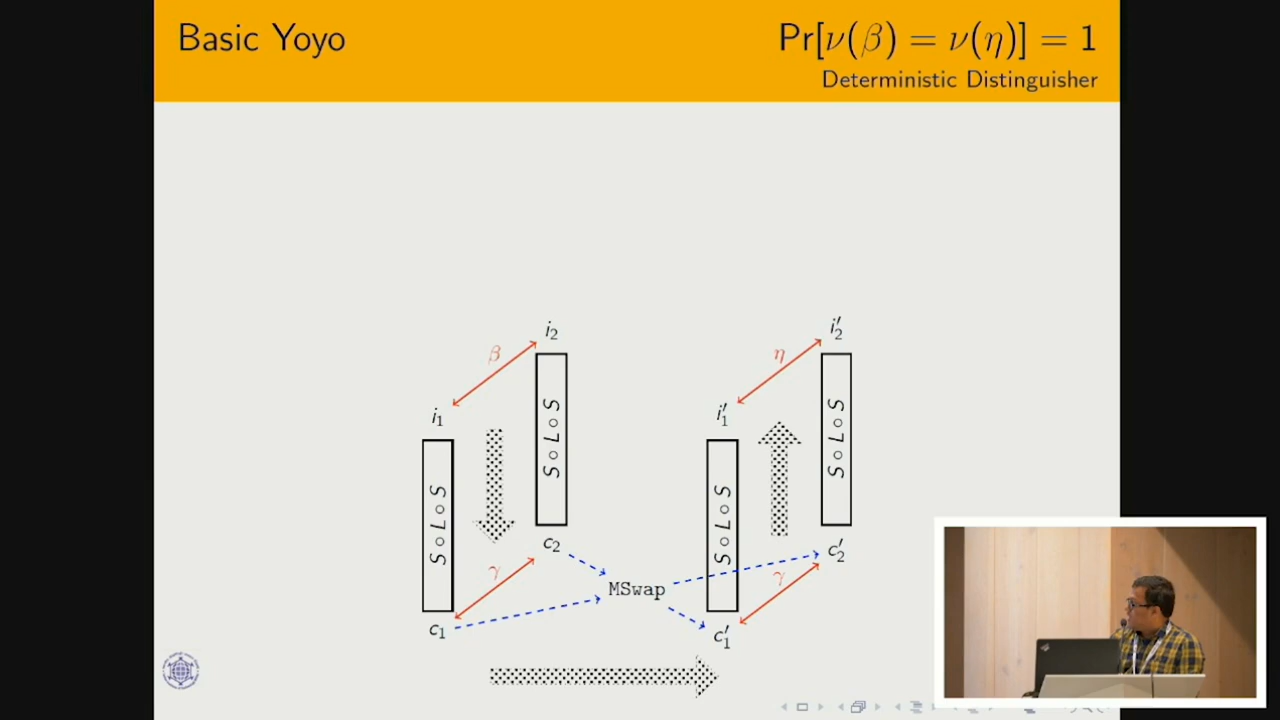 Basic Yoyo
Pr[ν(β) = ν(η)] = 1
Deterministic Distinguisher
i₂
i′₂
β
η
i₁
i′₁
S∘L∘S
S∘L∘S
S∘L∘S
S∘L∘S
c₂
c′₂
γ
γ
MSwap
c₁
c′₁